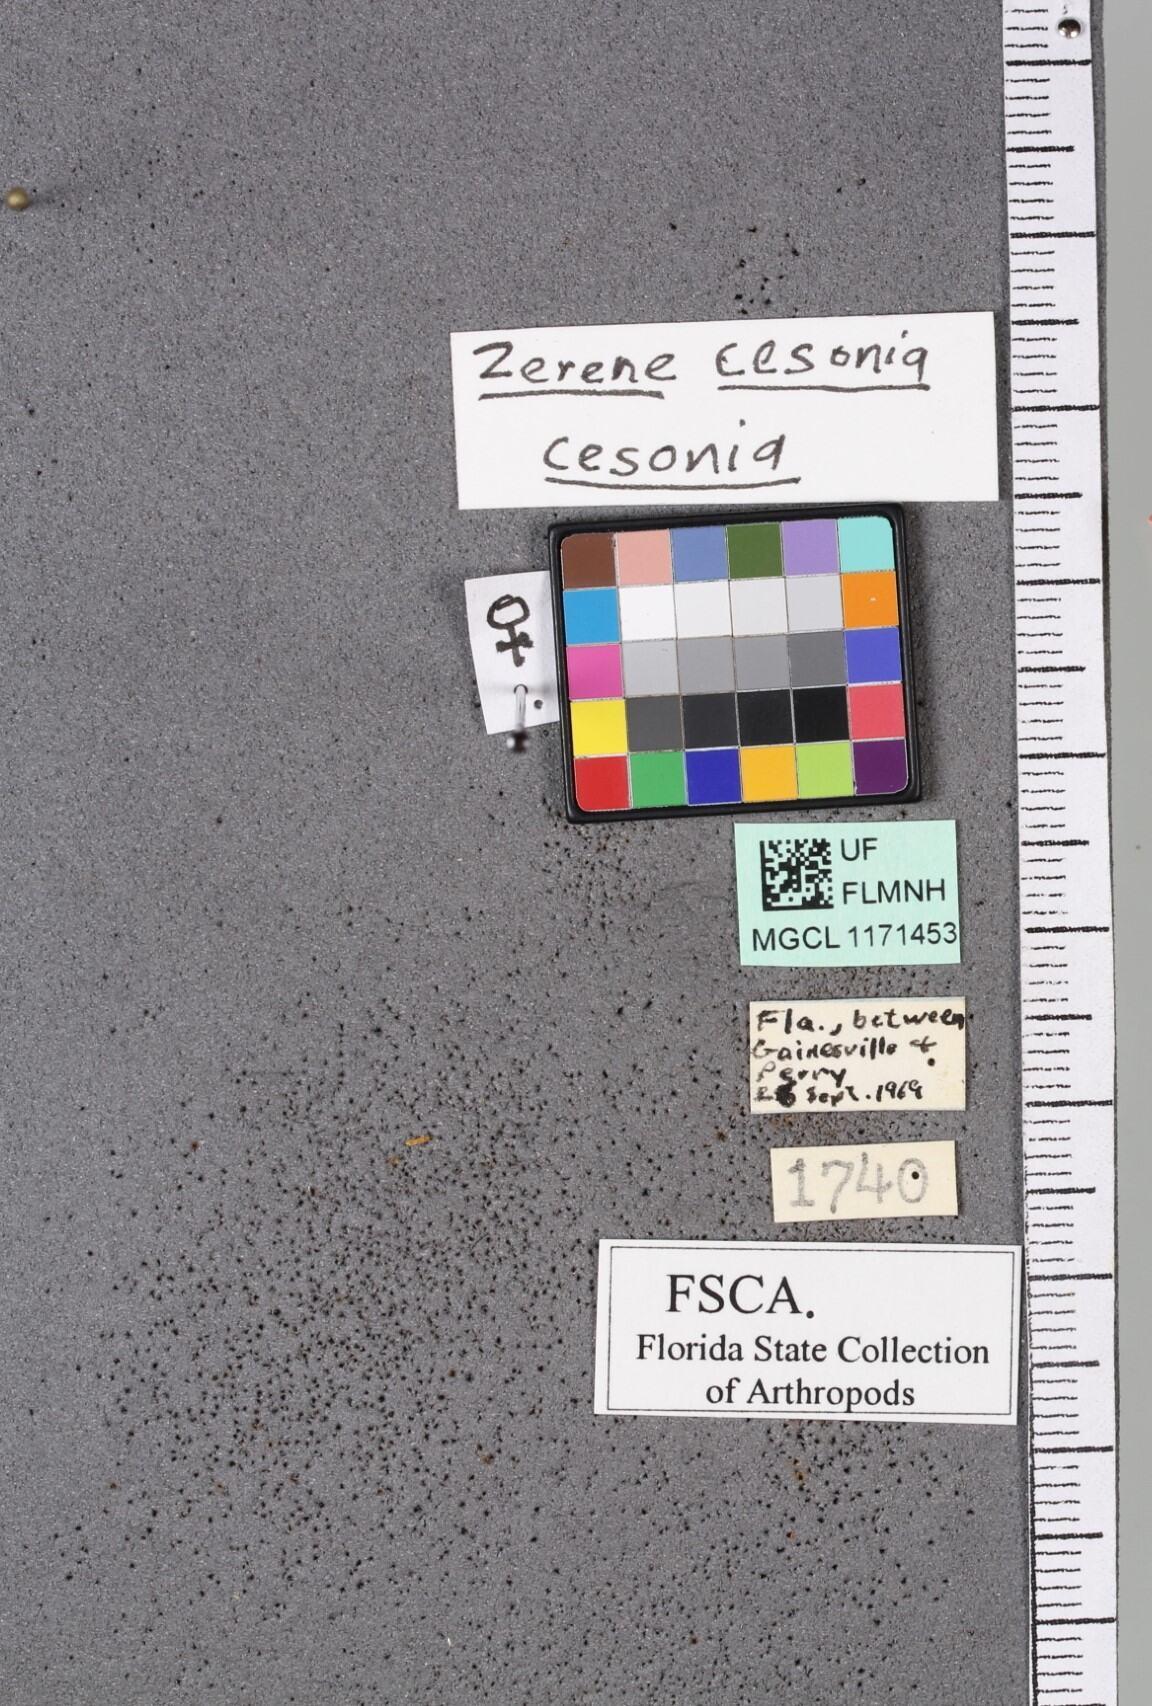 Zerene cesonia
cesonia
♀
UF
FLMNH
MGCL 1171453
Fla., between
Gainesville &
Perry
Sept. 1969
1740
FSCA.
Florida State Collection
of Arthropods